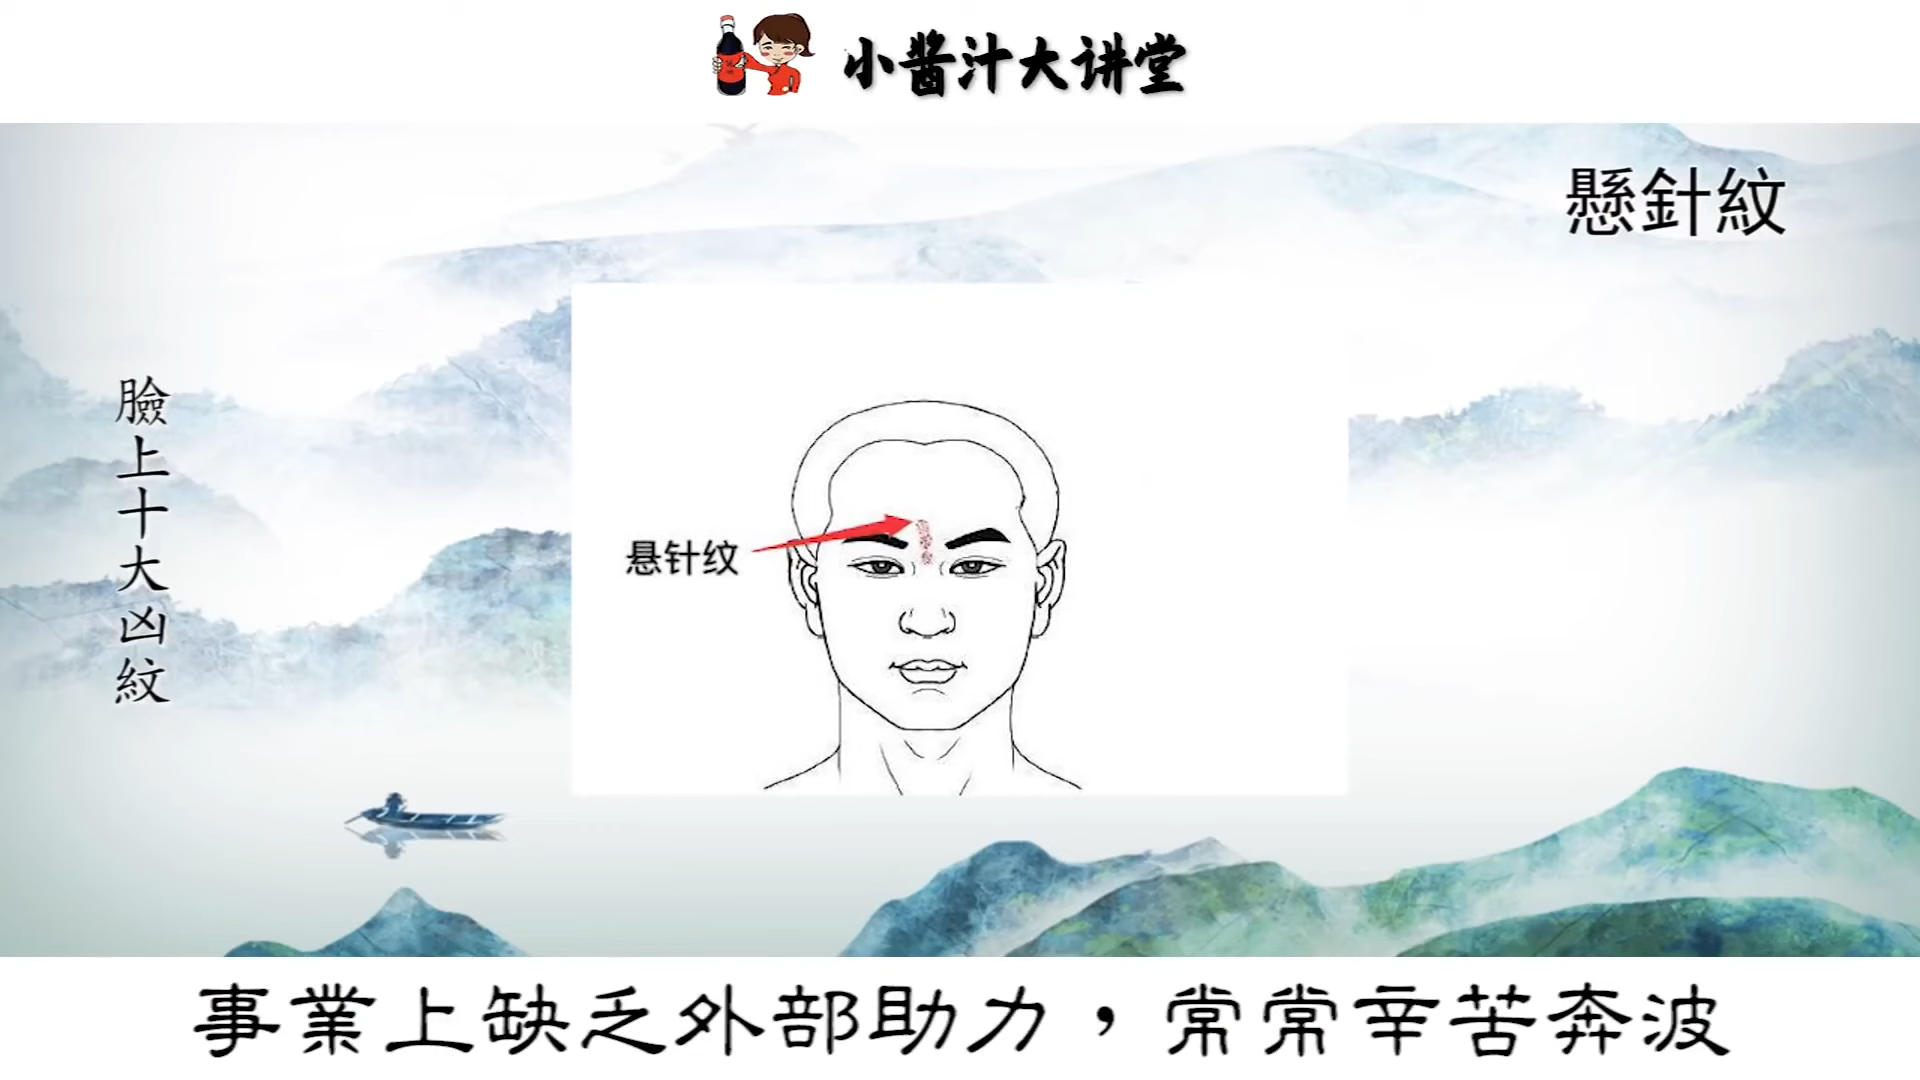 小酱汁大讲堂
懸針紋
臉上十大凶紋
悬针纹
事業上缺乏外部助力，常常辛苦奔波